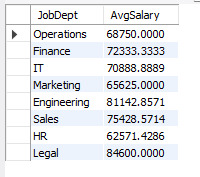 JobDept AvgSalary
Operations 68750.0000
Finance 72333.3333
IT 70888.8889
Marketing 65625.0000
Engineering 81142.8571
Sales 75428.5714
HR 62571.4286
Legal 84600.0000